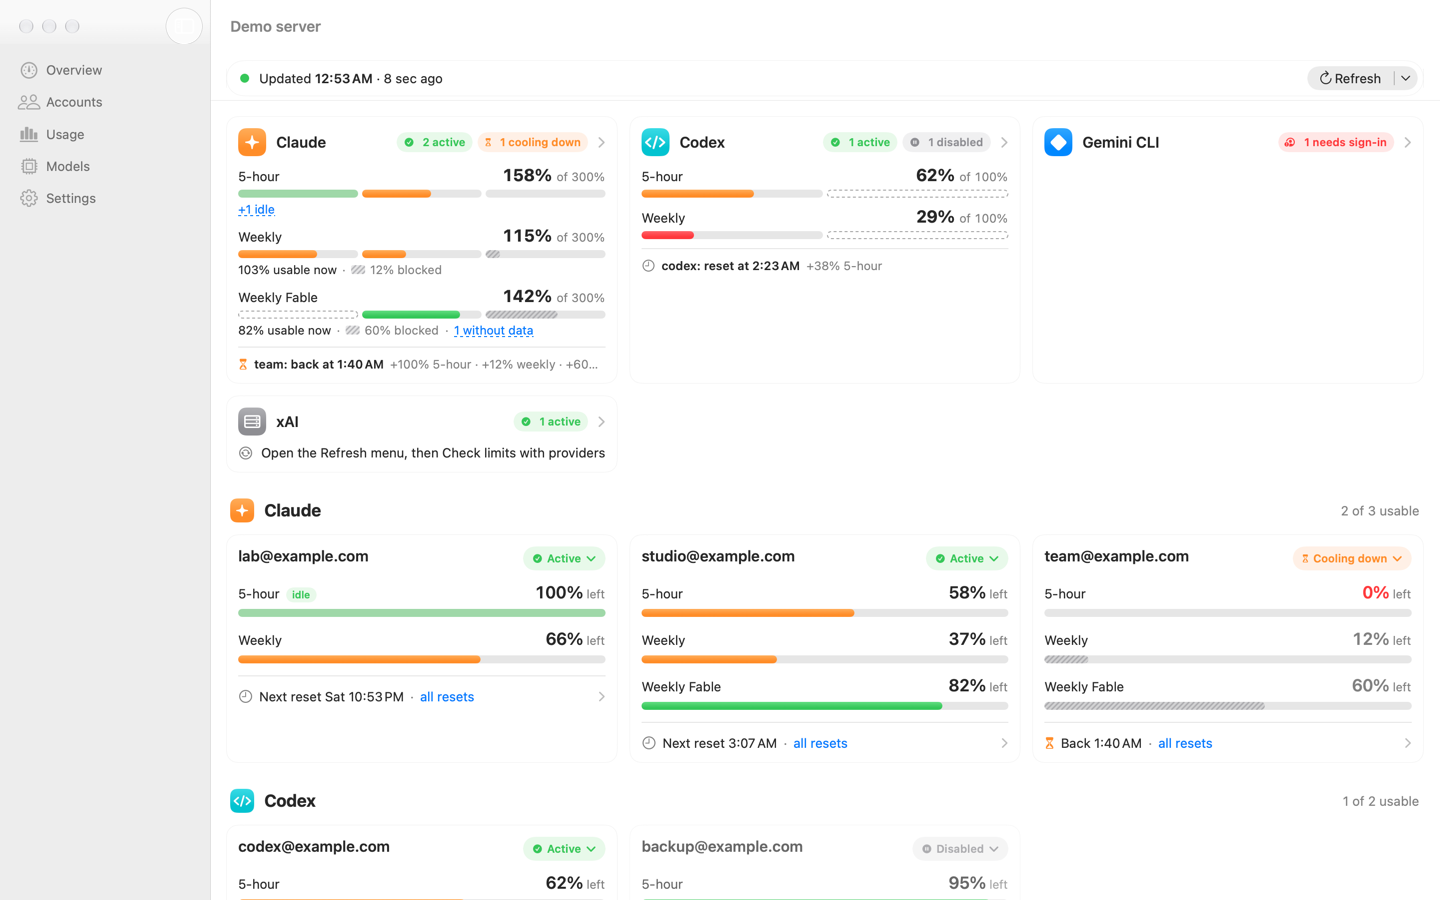 Demo server
Overview
Accounts
Usage
Models
Settings
Updated 12:53 AM · 8 sec ago
Refresh
Claude
2 active
1 cooling down
5-hour
158% of 300%
+1 idle
Weekly
115% of 300%
103% usable now · 12% blocked
Weekly Fable
142% of 300%
82% usable now · 60% blocked · 1 without data
team: back at 1:40 AM +100% 5-hour · +12% weekly · +60...
Codex
1 active
1 disabled
5-hour
62% of 100%
Weekly
29% of 100%
codex: reset at 2:23 AM +38% 5-hour
Gemini CLI
1 needs sign-in
xAI
1 active
Open the Refresh menu, then Check limits with providers
Claude
2 of 3 usable
lab@example.com
Active
5-hour idle
100% left
Weekly
66% left
Next reset Sat 10:53 PM · all resets
studio@example.com
Active
5-hour
58% left
Weekly
37% left
Weekly Fable
82% left
Next reset 3:07 AM · all resets
team@example.com
Cooling down
5-hour
0% left
Weekly
12% left
Weekly Fable
60% left
Back 1:40 AM · all resets
Codex
1 of 2 usable
codex@example.com
Active
5-hour
62% left
backup@example.com
Disabled
5-hour
95% left